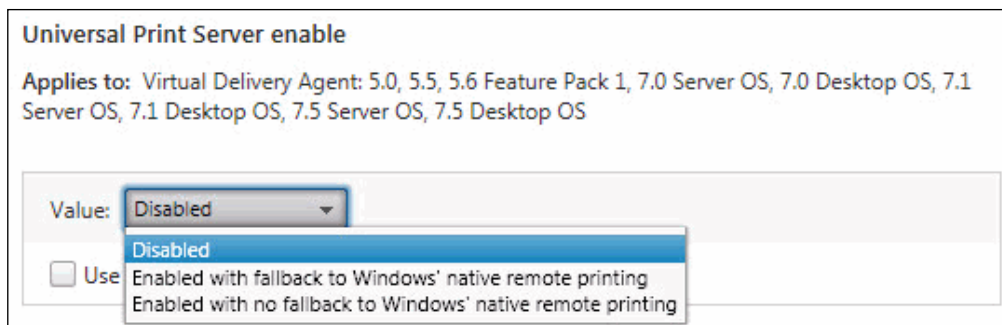 Universal Print Server enable
Applies to: Virtual Delivery Agent: 5.0, 5.5, 5.6 Feature Pack 1, 7.0 Server OS, 7.0 Desktop OS, 7.1
Server OS, 7.1 Desktop OS, 7.5 Server OS, 7.5 Desktop OS
Value: Disabled
Disabled
Use Enabled with fallback to Windows' native remote printing
Enabled with no fallback to Windows' native remote printing